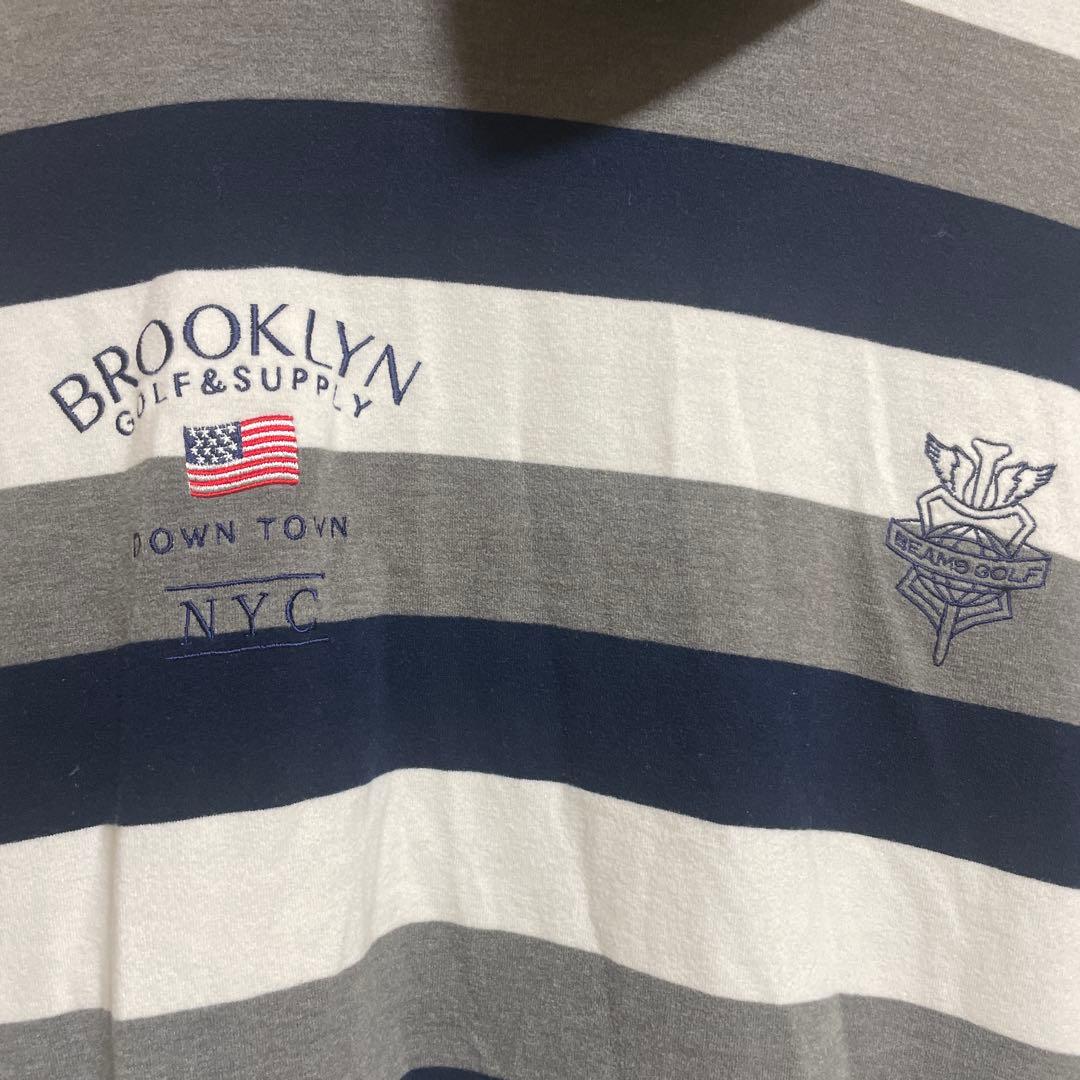 BROOKLYN
GOLF & SUPPLY
DOWN TOWN
NYC
BEAMS GOLF